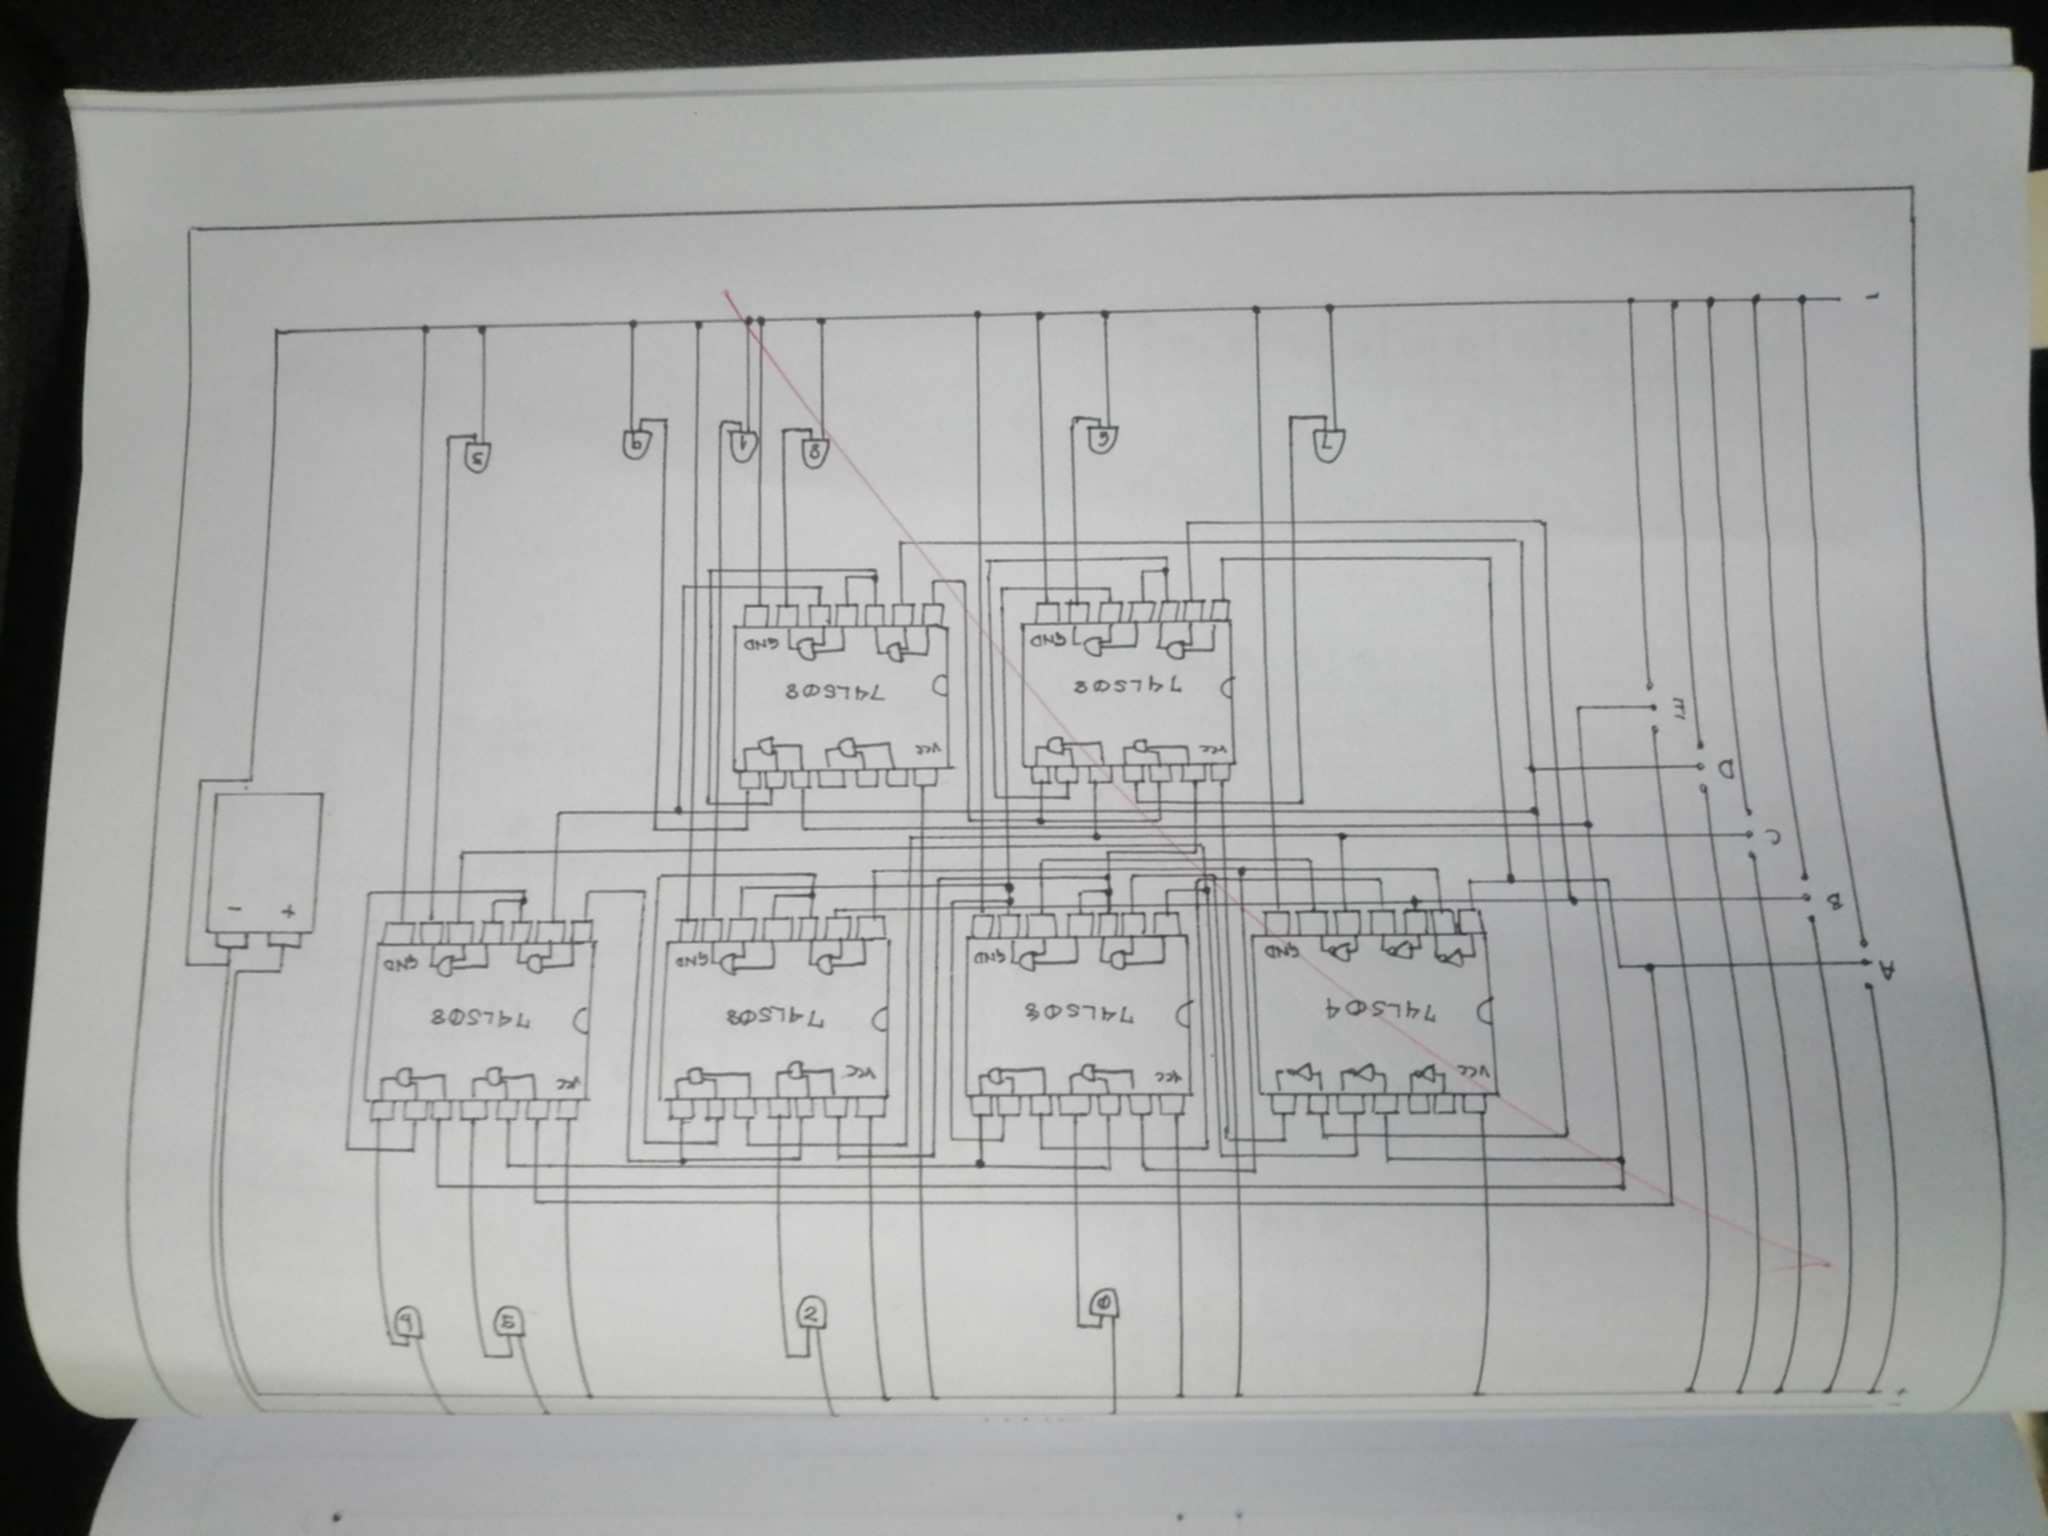 +
0 2 5 4
VCC VCC VCC VCC
74LS04 74LS08 74LS08 74LS08
GND GND GND GND
A
B
C
D
E
+ -
VCC VCC
74LS08 74LS08
GND GND
7 6 8 1 9 3
-